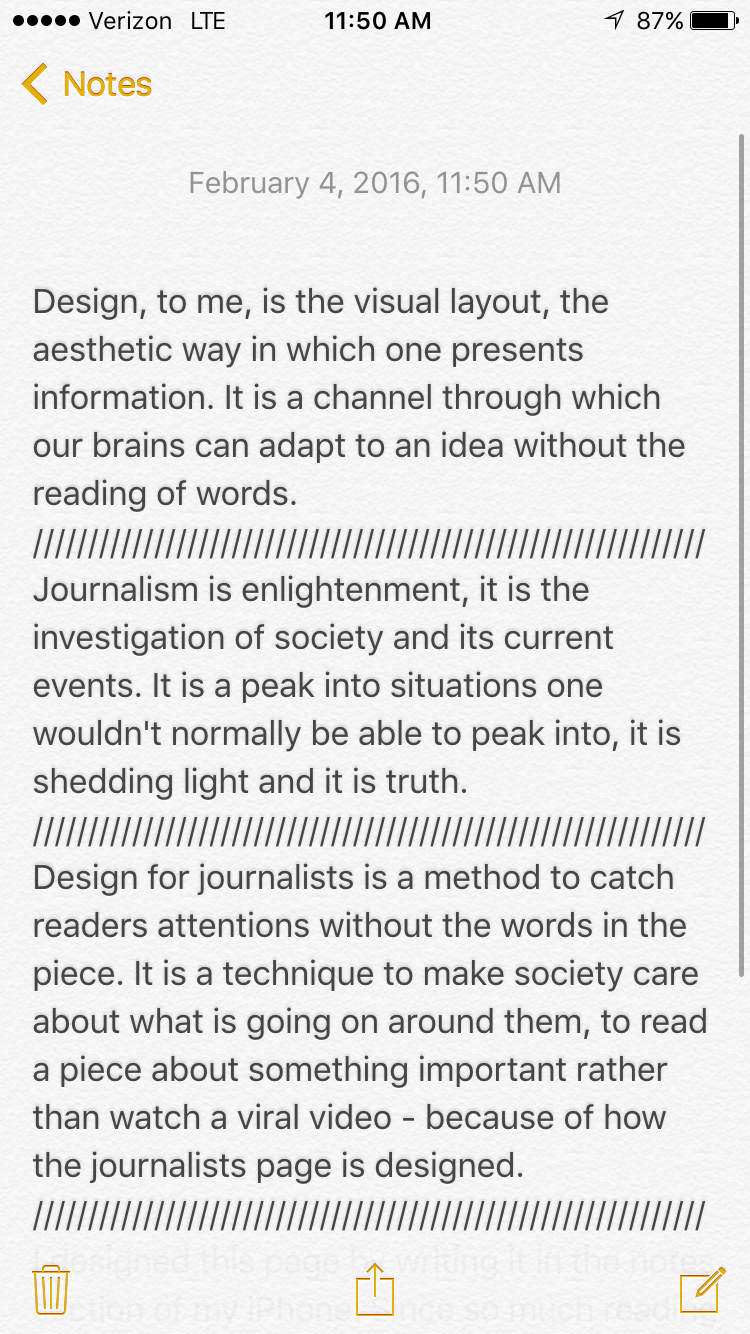 Verizon LTE 11:50 AM 87%
Notes
February 4, 2016, 11:50 AM
Design, to me, is the visual layout, the
aesthetic way in which one presents
information. It is a channel through which
our brains can adapt to an idea without the
reading of words.
/////////////////////////////////////////////////////////////
Journalism is enlightenment, it is the
investigation of society and its current
events. It is a peak into situations one
wouldn't normally be able to peak into, it is
shedding light and it is truth.
/////////////////////////////////////////////////////////////
Design for journalists is a method to catch
readers attentions without the words in the
piece. It is a technique to make society care
about what is going on around them, to read
a piece about something important rather
than watch a viral video - because of how
the journalists page is designed.
/////////////////////////////////////////////////////////////
I designed this page by writing it in the notes
of my iPhone. Since so much reading